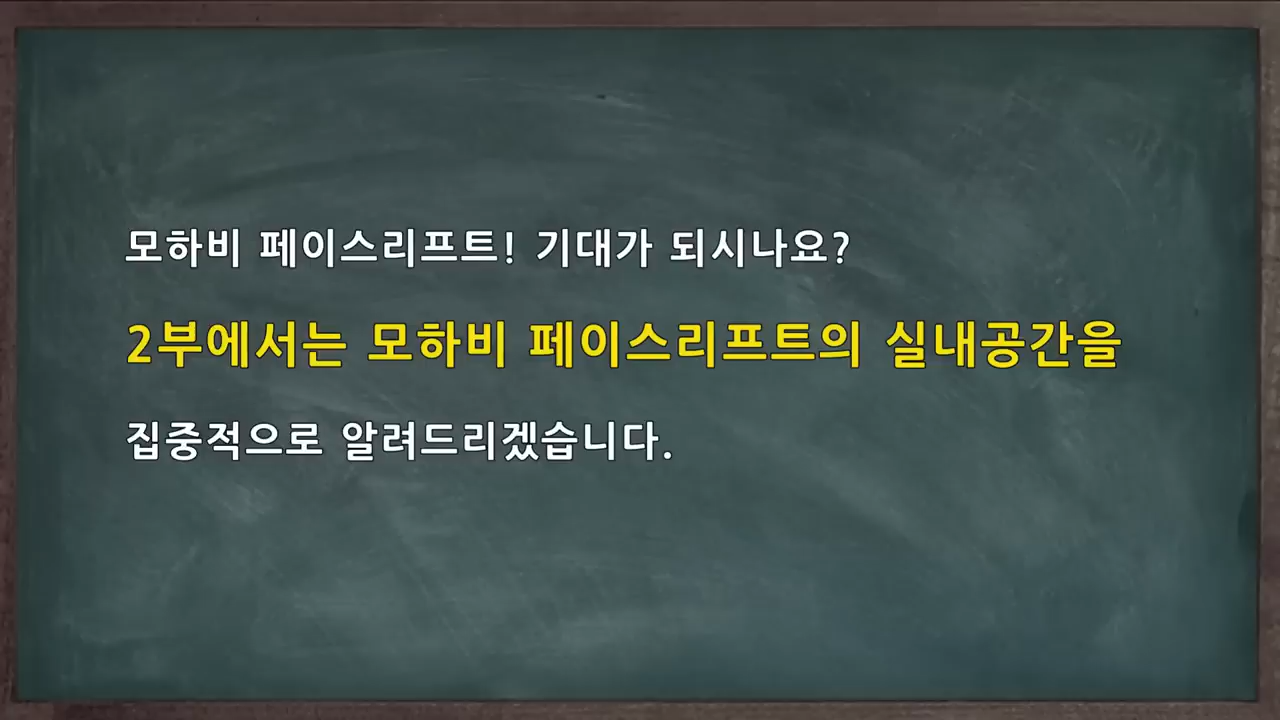 모하비 페이스리프트! 기대가 되시나요?
2부에서는 모하비 페이스리프트의 실내공간을
집중적으로 알려드리겠습니다.